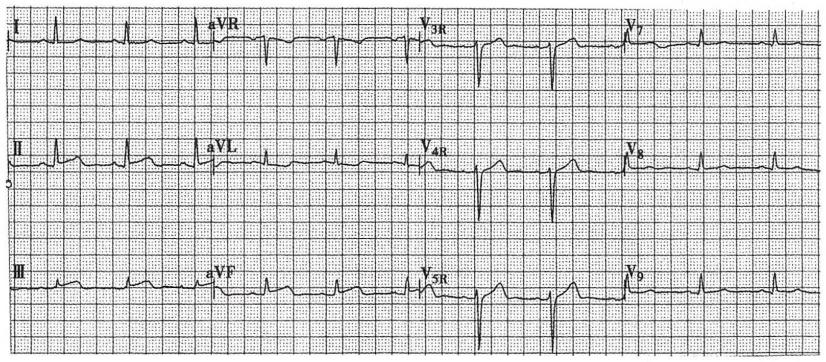 I aVR V3R V7
II aVL V4R V8
III aVF V5R V9